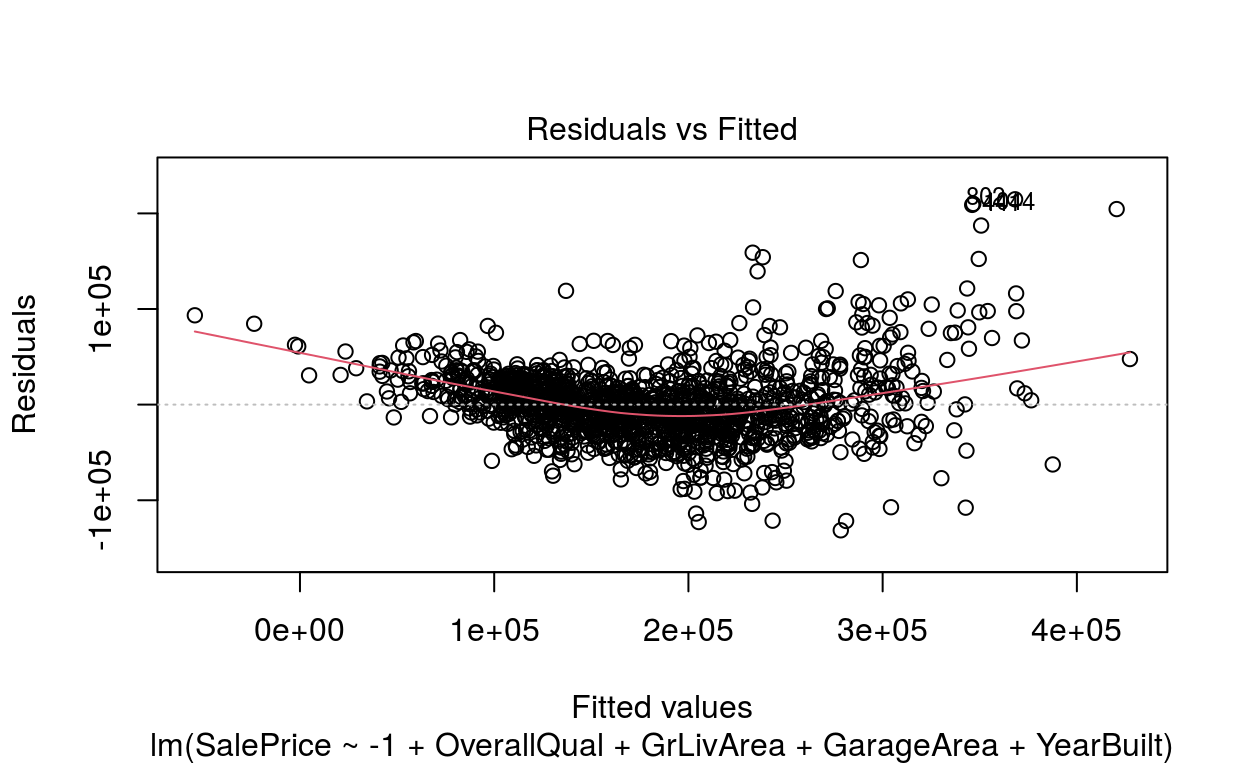 Residuals vs Fitted
Residuals
1e+05
-1e+05
0e+00 1e+05 2e+05 3e+05 4e+05
Fitted values
lm(SalePrice ~ -1 + OverallQual + GrLivArea + GarageArea + YearBuilt)